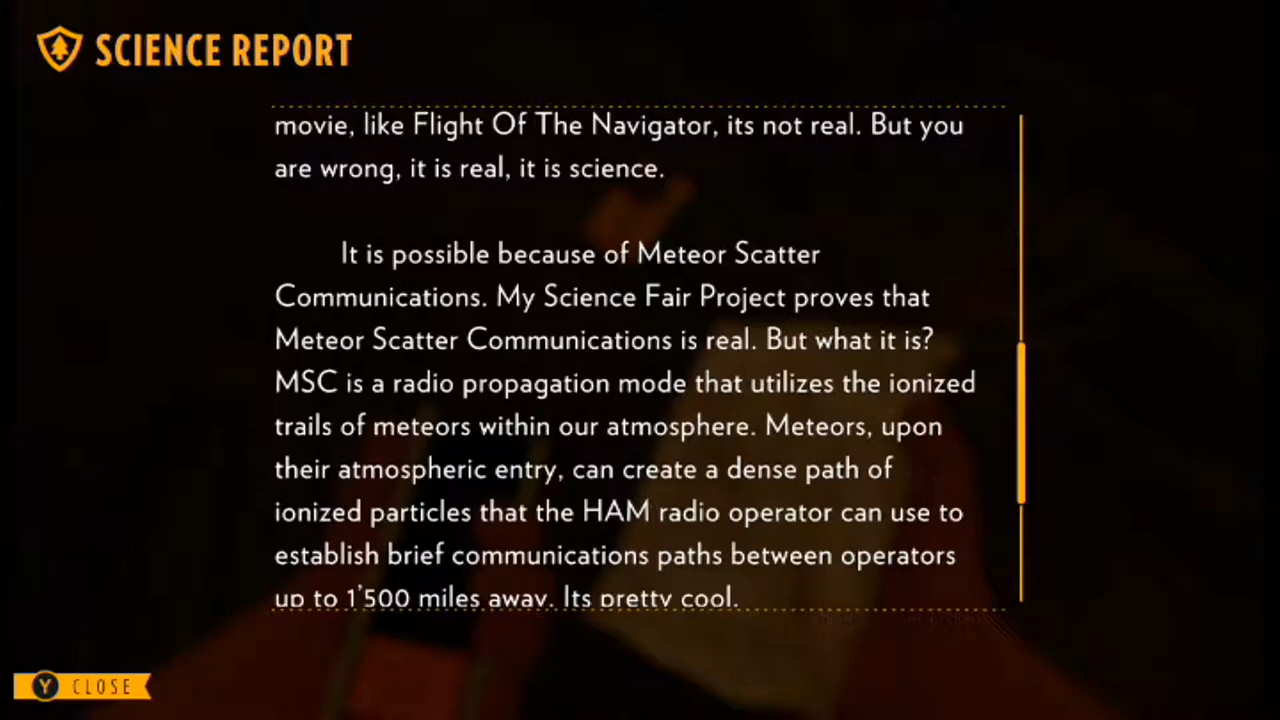 SCIENCE REPORT
movie, like Flight Of The Navigator, its not real. But you
are wrong, it is real, it is science.
It is possible because of Meteor Scatter
Communications. My Science Fair Project proves that
Meteor Scatter Communications is real. But what it is?
MSC is a radio propagation mode that utilizes the ionized
trails of meteors within our atmosphere. Meteors, upon
their atmospheric entry, can create a dense path of
ionized particles that the HAM radio operator can use to
establish brief communications paths between operators
up to 1'500 miles away. Its pretty cool.
Y CLOSE